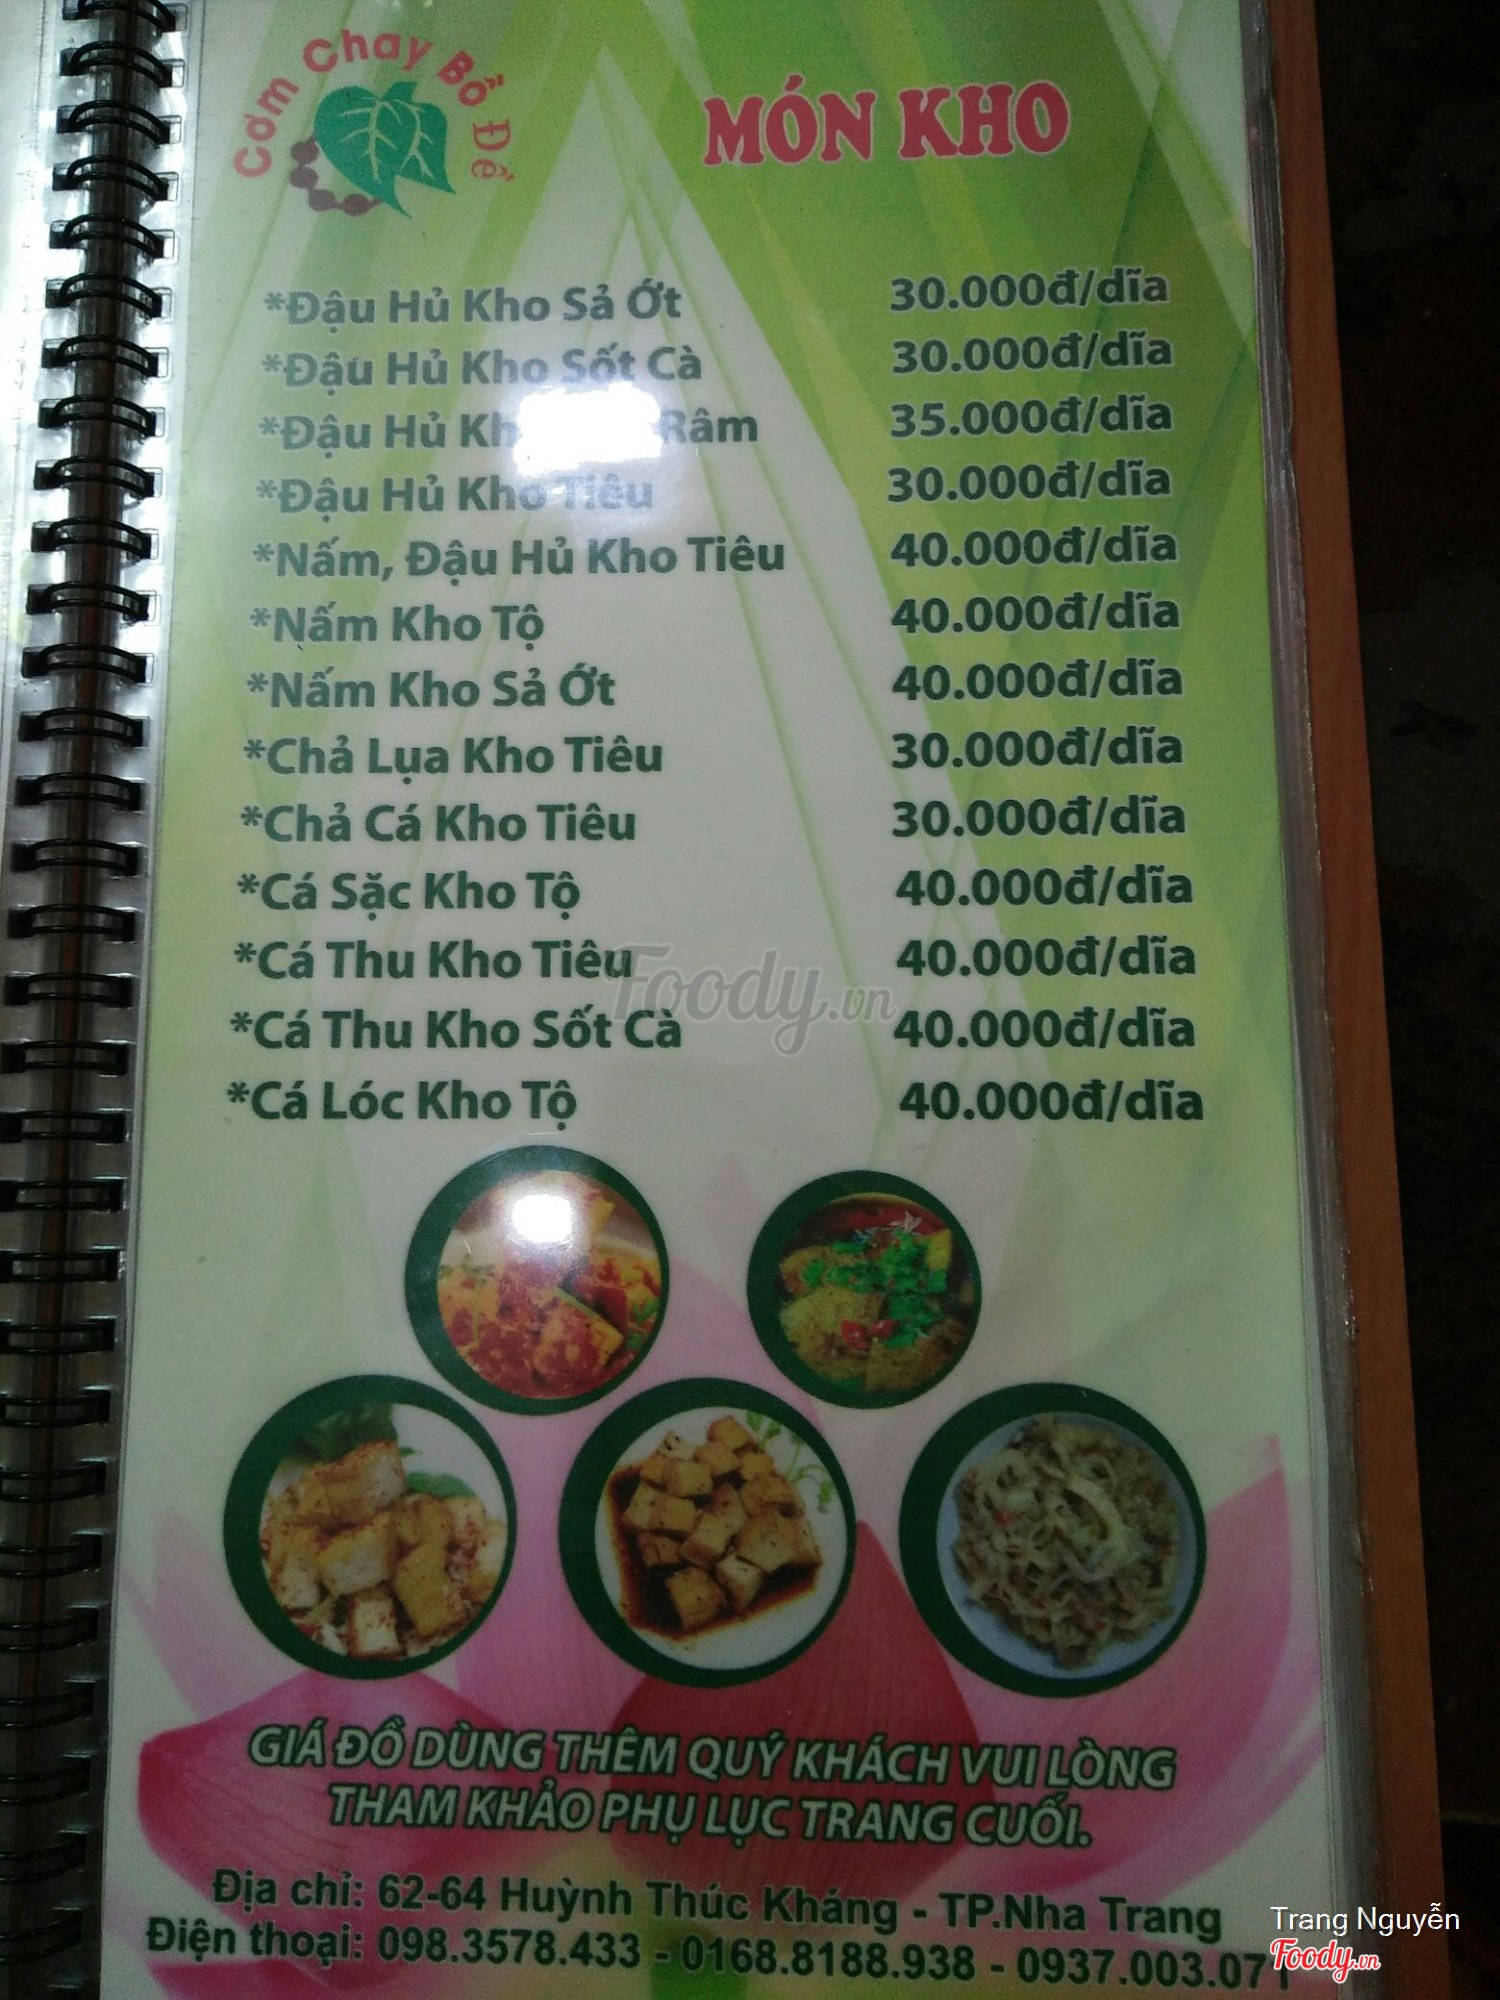 Cơm Chay Bồ Đề
MÓN KHO
*Đậu Hủ Kho Sả Ớt 30.000đ/dĩa
*Đậu Hủ Kho Sốt Cà 30.000đ/dĩa
*Đậu Hủ Râm 35.000đ/dĩa
*Đậu Hủ Kho Tiêu 30.000đ/dĩa
*Nấm, Đậu Hủ Kho Tiêu 40.000đ/dĩa
*Nấm Kho Tộ 40.000đ/dĩa
*Nấm Kho Sả Ớt 40.000đ/dĩa
*Chả Lụa Kho Tiêu 30.000đ/dĩa
*Chả Cá Kho Tiêu 30.000đ/dĩa
*Cá Sặc Kho Tộ 40.000đ/dĩa
*Cá Thu Kho Tiêu 40.000đ/dĩa
Foody.vn
*Cá Thu Kho Sốt Cà 40.000đ/dĩa
*Cá Lóc Kho Tộ 40.000đ/dĩa
GIÁ ĐỒ DÙNG THÊM QUÝ KHÁCH VUI LÒNG
THAM KHẢO PHỤ LỤC TRANG CUỐI.
Địa chỉ: 62-64 Huỳnh Thúc Kháng - TP.Nha Trang
Điện thoại: 098.3578.433 - 0168.8188.938 - 0937.003.071
Trang Nguyễn
Foody.vn